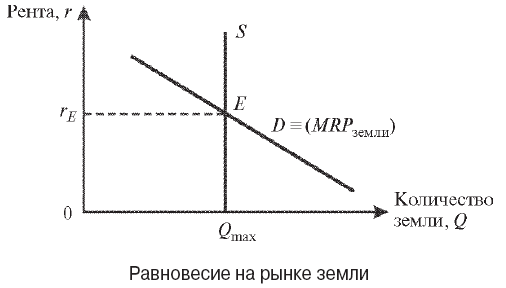 Рента, r
S
E
r_E
D ≡ (MRP_земли)
0
Q_max
Количество
земли, Q
Равновесие на рынке земли